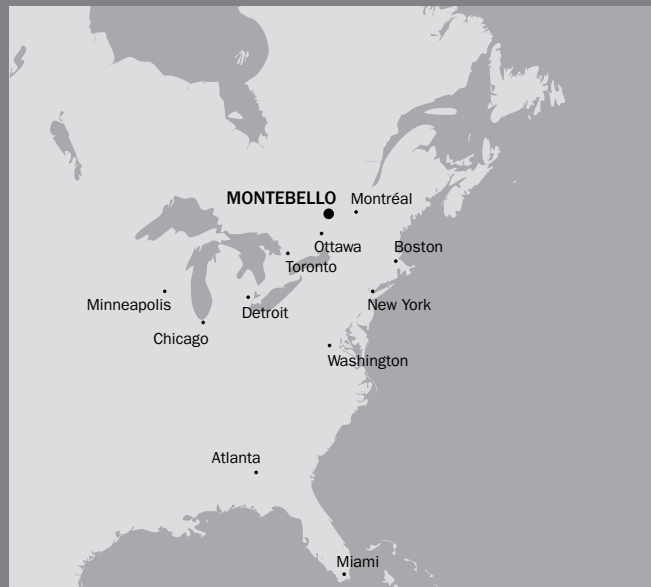 MONTEBELLO
Montréal
Ottawa
Boston
Toronto
Minneapolis
Detroit
New York
Chicago
Washington
Atlanta
Miami